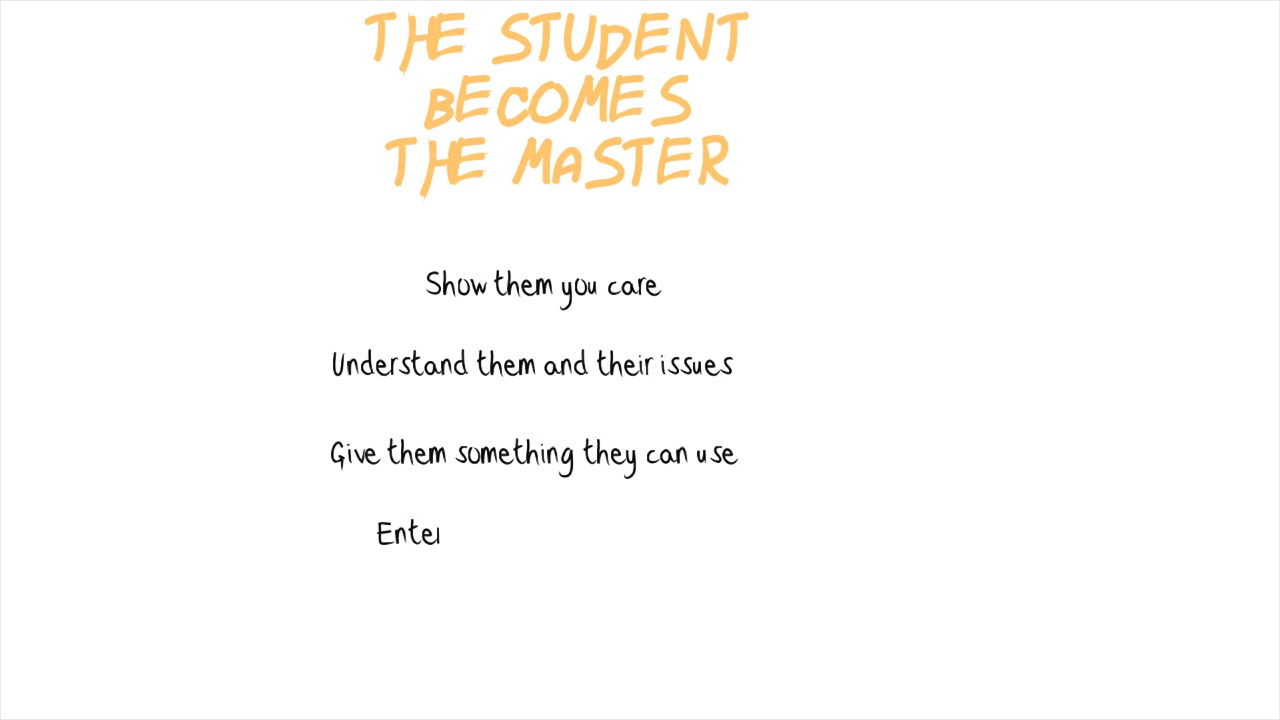 THE STUDENT
BECOMES
THE MASTER
Show them you care
Understand them and their issues
Give them something they can use